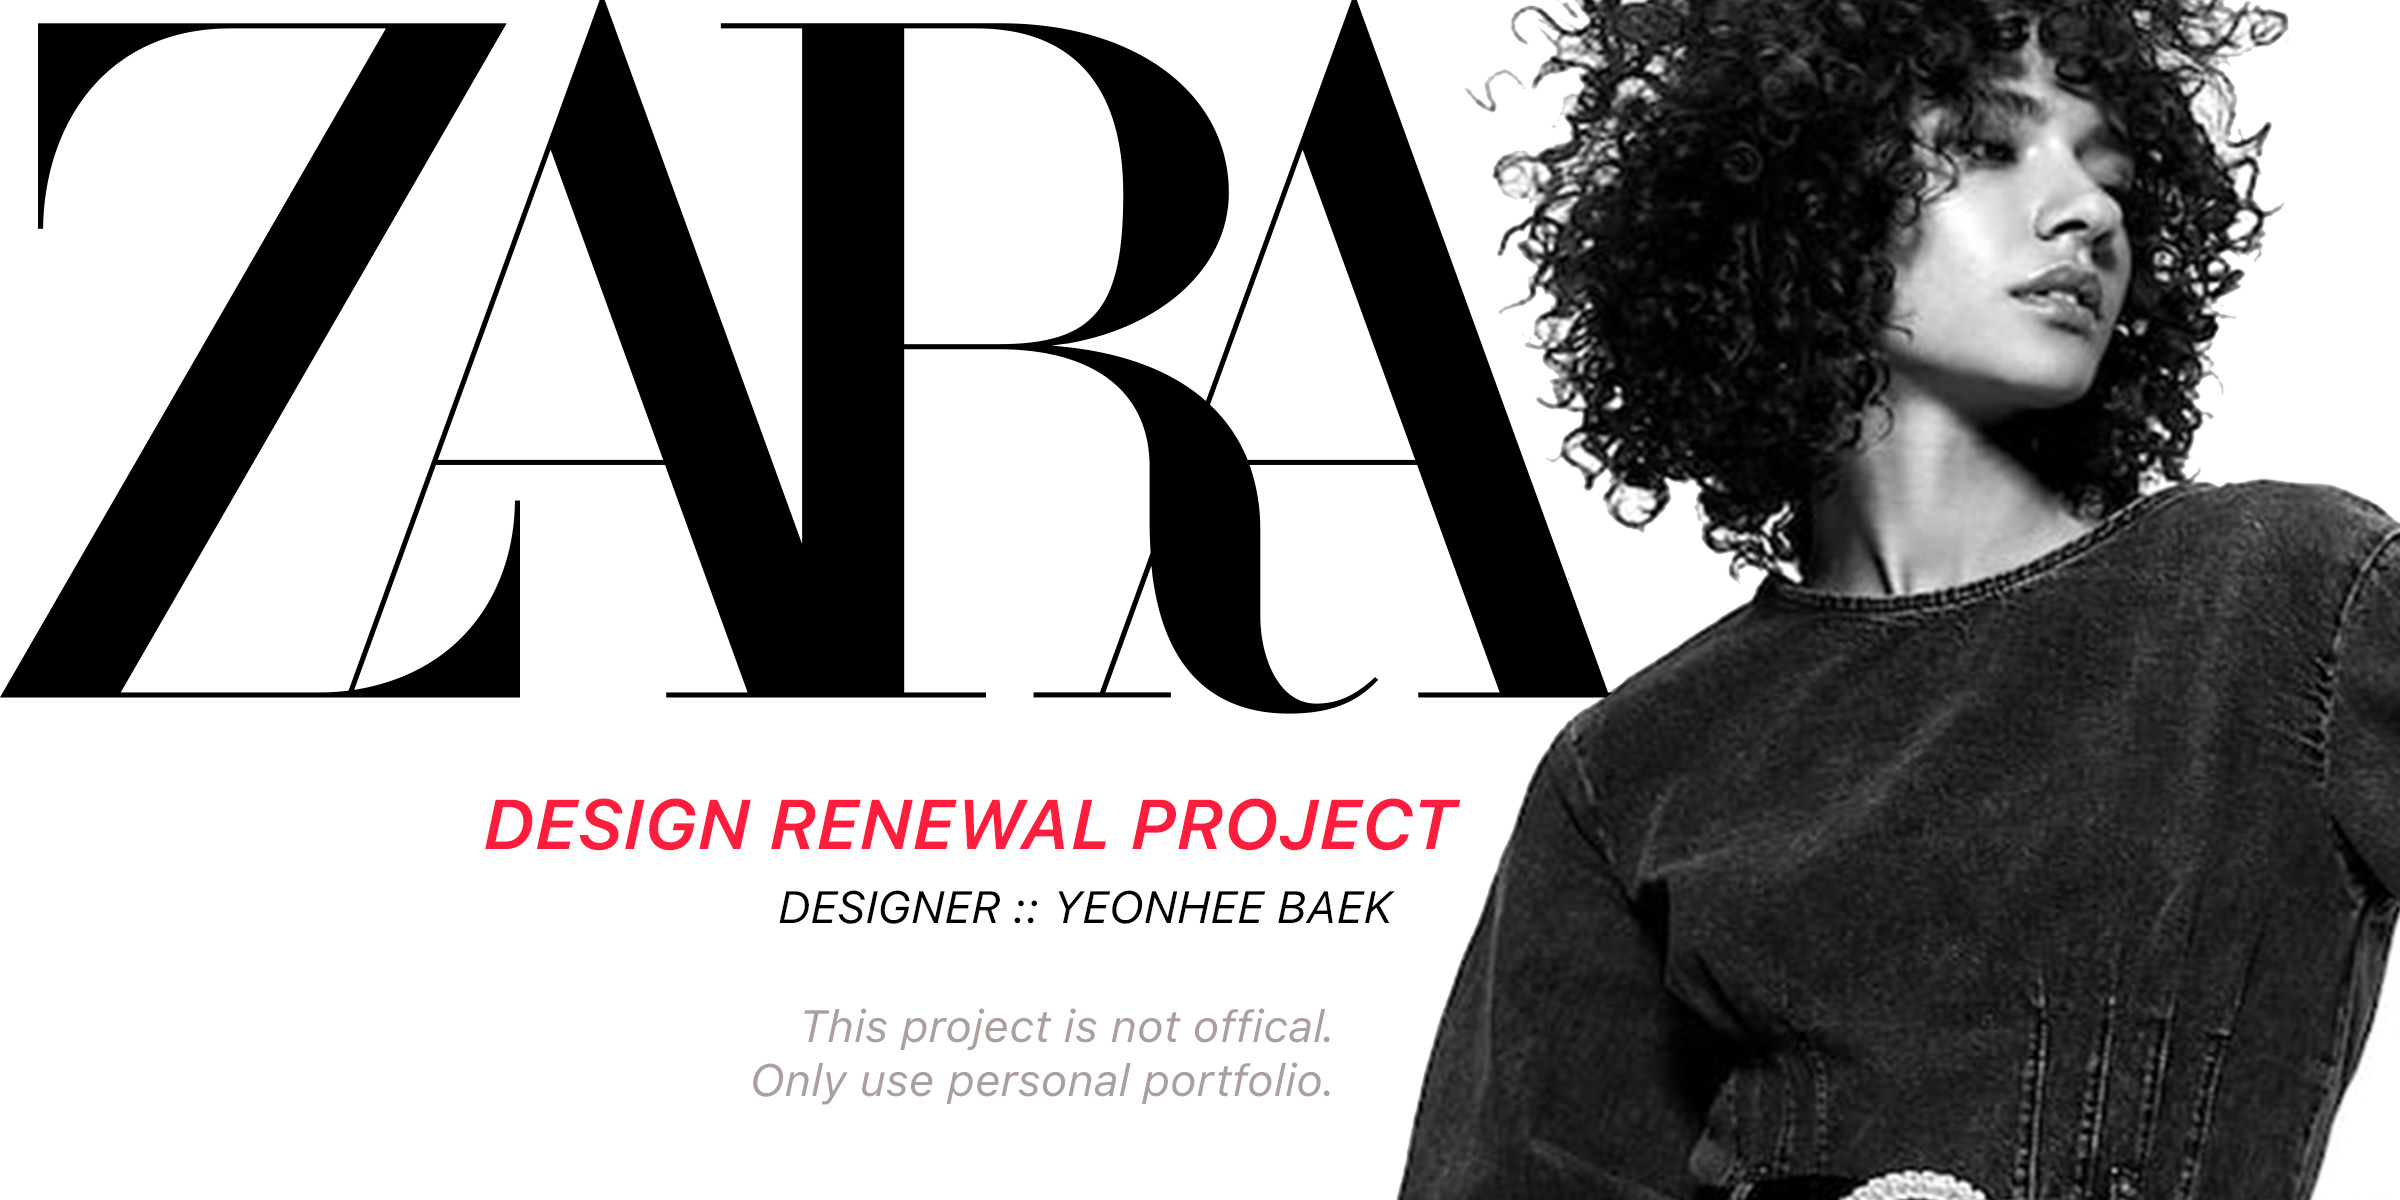 ZARA
DESIGN RENEWAL PROJECT
DESIGNER :: YEONHEE BAEK
This project is not offical.
Only use personal portfolio.